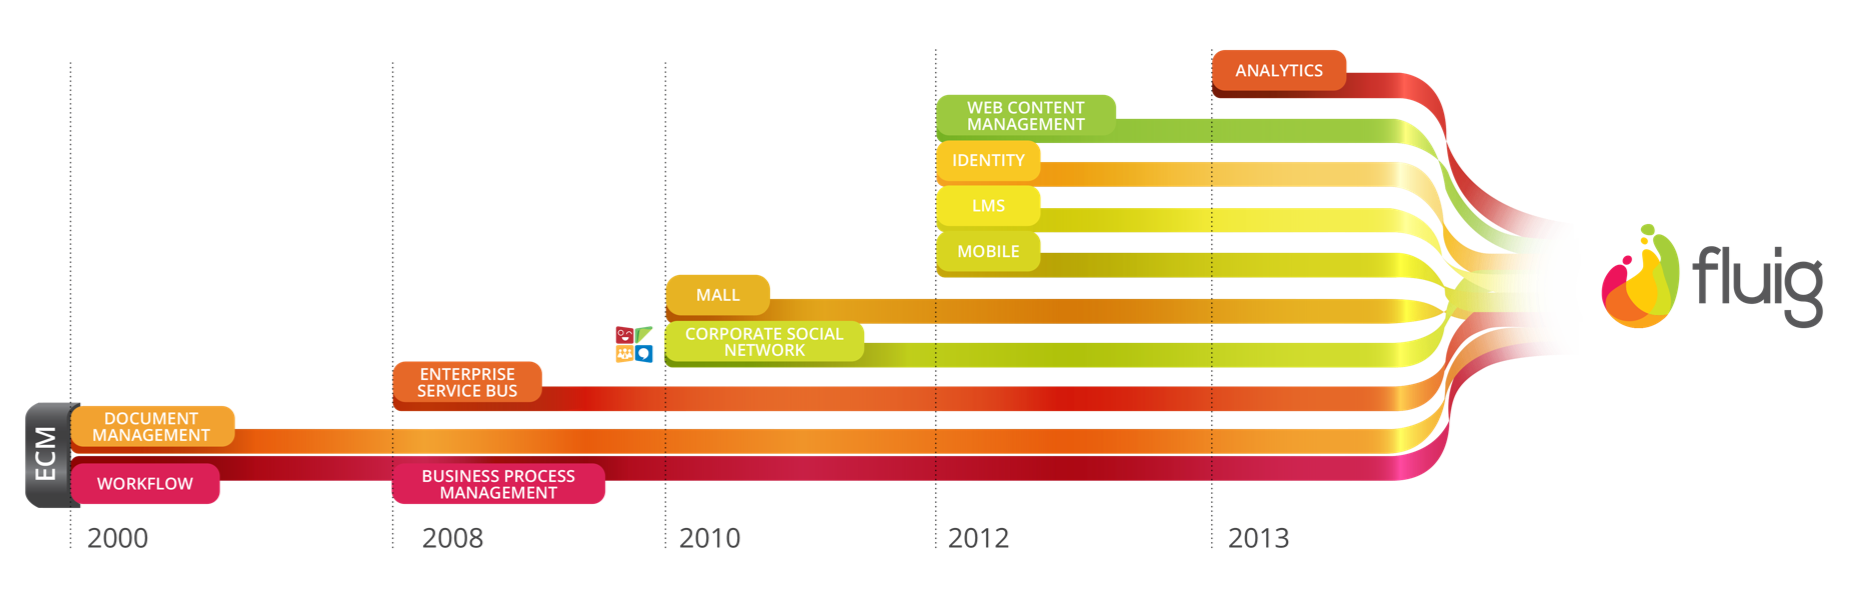 ANALYTICS
WEB CONTENT
MANAGEMENT
IDENTITY
LMS
MOBILE
MALL
CORPORATE SOCIAL
NETWORK
ENTERPRISE
SERVICE BUS
ECM
DOCUMENT
MANAGEMENT
WORKFLOW
BUSINESS PROCESS
MANAGEMENT
fluig
2000
2008
2010
2012
2013